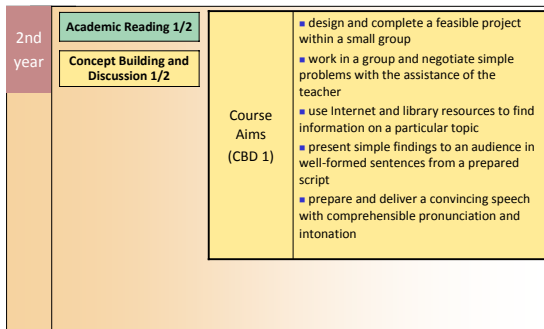 2nd
year
Academic Reading 1/2
Concept Building and
Discussion 1/2
Course
Aims
(CBD 1)
■ design and complete a feasible project
within a small group
■ work in a group and negotiate simple
problems with the assistance of the
teacher
■ use Internet and library resources to find
information on a particular topic
■ present simple findings to an audience in
well-formed sentences from a prepared
script
■ prepare and deliver a convincing speech
with comprehensible pronunciation and
intonation